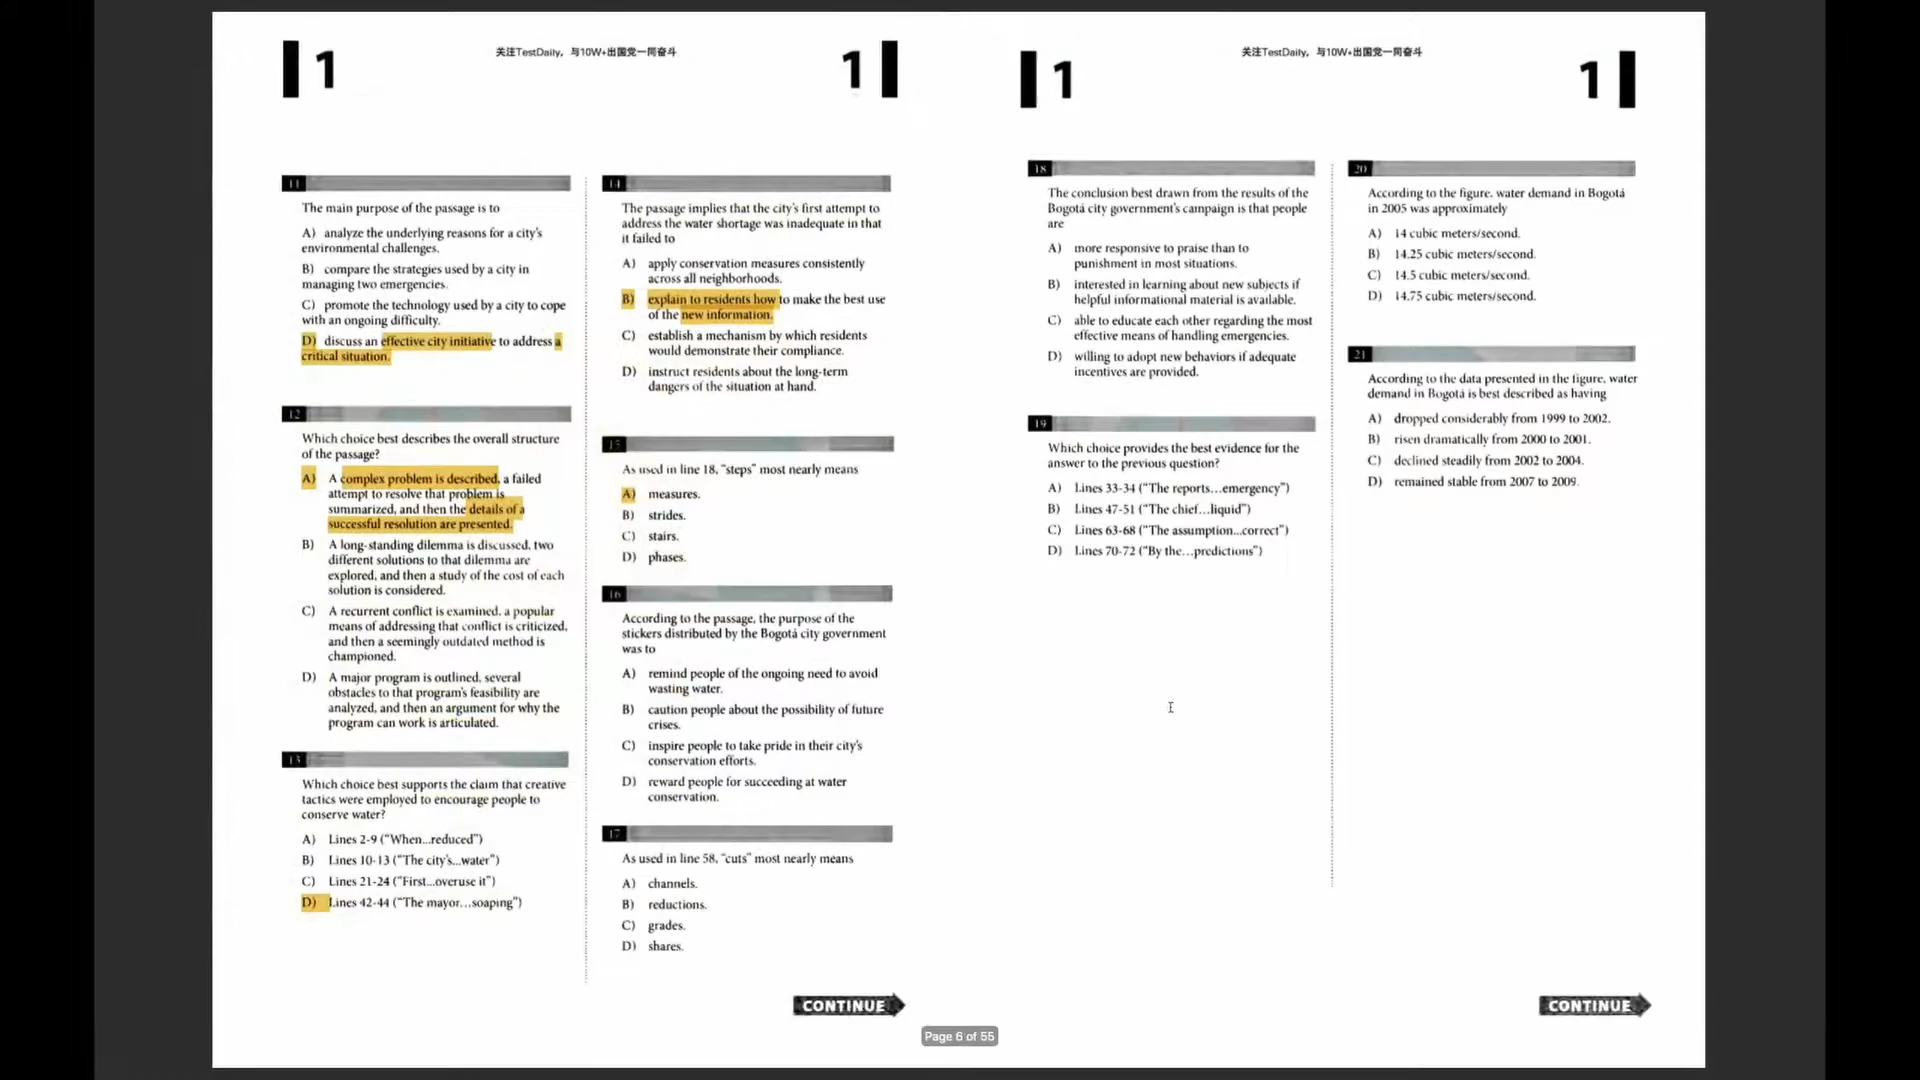 1
关注TestDaily，与10W+出国党一同奋斗
1
11
The main purpose of the passage is to
A) analyze the underlying reasons for a city's
environmental challenges.
B) compare the strategies used by a city in
managing two emergencies.
C) promote the technology used by a city to cope
with an ongoing difficulty.
D) discuss an effective city initiative to address a
critical situation.
12
Which choice best describes the overall structure
of the passage?
A) A complex problem is described, a failed
attempt to resolve that problem is
summarized, and then the details of a
successful resolution are presented.
B) A long-standing dilemma is discussed, two
different solutions to that dilemma are
explored, and then a study of the cost of each
solution is considered.
C) A recurrent conflict is examined, a popular
means of addressing that conflict is criticized,
and then a seemingly outdated method is
championed.
D) A major program is outlined, several
obstacles to that program's feasibility are
analyzed, and then an argument for why the
program can work is articulated.
13
Which choice best supports the claim that creative
tactics were employed to encourage people to
conserve water?
A) Lines 2-9 ("When...reduced")
B) Lines 10-13 ("The city's...water")
C) Lines 21-24 ("First...overuse it")
D) Lines 42-44 ("The mayor...soaping")
14
The passage implies that the city's first attempt to
address the water shortage was inadequate in that
it failed to
A) apply conservation measures consistently
across all neighborhoods.
B) explain to residents how to make the best use
of the new information.
C) establish a mechanism by which residents
would demonstrate their compliance.
D) instruct residents about the long-term
dangers of the situation at hand.
15
As used in line 18, "steps" most nearly means
A) measures.
B) strides.
C) stairs.
D) phases.
16
According to the passage, the purpose of the
stickers distributed by the Bogotá city government
was to
A) remind people of the ongoing need to avoid
wasting water.
B) caution people about the possibility of future
crises.
C) inspire people to take pride in their city's
conservation efforts.
D) reward people for succeeding at water
conservation.
17
As used in line 58, "cuts" most nearly means
A) channels.
B) reductions.
C) grades.
D) shares.
CONTINUE
1
关注TestDaily，与10W+出国党一同奋斗
1
18
The conclusion best drawn from the results of the
Bogotá city government's campaign is that people
are
A) more responsive to praise than to
punishment in most situations.
B) interested in learning about new subjects if
helpful informational material is available.
C) able to educate each other regarding the most
effective means of handling emergencies.
D) willing to adopt new behaviors if adequate
incentives are provided.
19
Which choice provides the best evidence for the
answer to the previous question?
A) Lines 33-34 ("The reports...emergency")
B) Lines 47-51 ("The chief...liquid")
C) Lines 63-68 ("The assumption...correct")
D) Lines 70-72 ("By the...predictions")
20
According to the figure, water demand in Bogotá
in 2005 was approximately
A) 14 cubic meters/second.
B) 14.25 cubic meters/second.
C) 14.5 cubic meters/second.
D) 14.75 cubic meters/second.
21
According to the data presented in the figure, water
demand in Bogotá is best described as having
A) dropped considerably from 1999 to 2002.
B) risen dramatically from 2000 to 2001.
C) declined steadily from 2002 to 2004.
D) remained stable from 2007 to 2009.
CONTINUE
Page 6 of 55